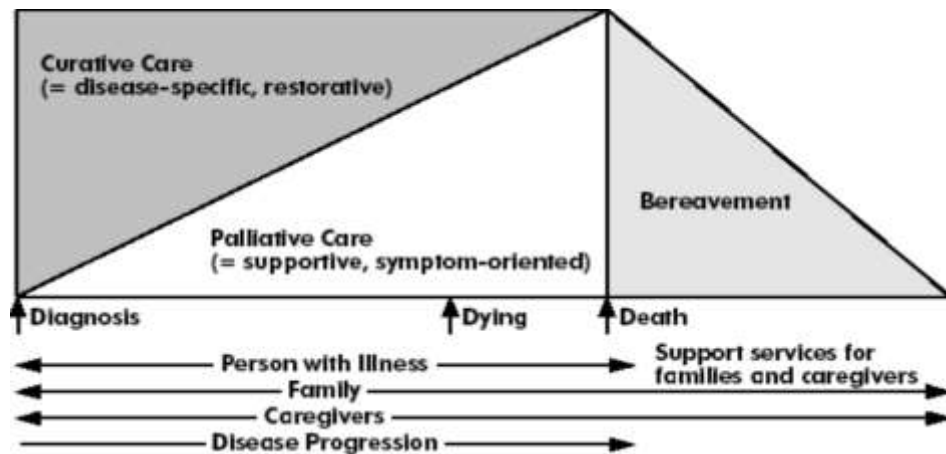 Curative Care
(= disease-specific, restorative)
Palliative Care
(= supportive, symptom-oriented)
Bereavement
Diagnosis
Dying
Death
Person with Illness
Support services for
families and caregivers
Family
Caregivers
Disease Progression